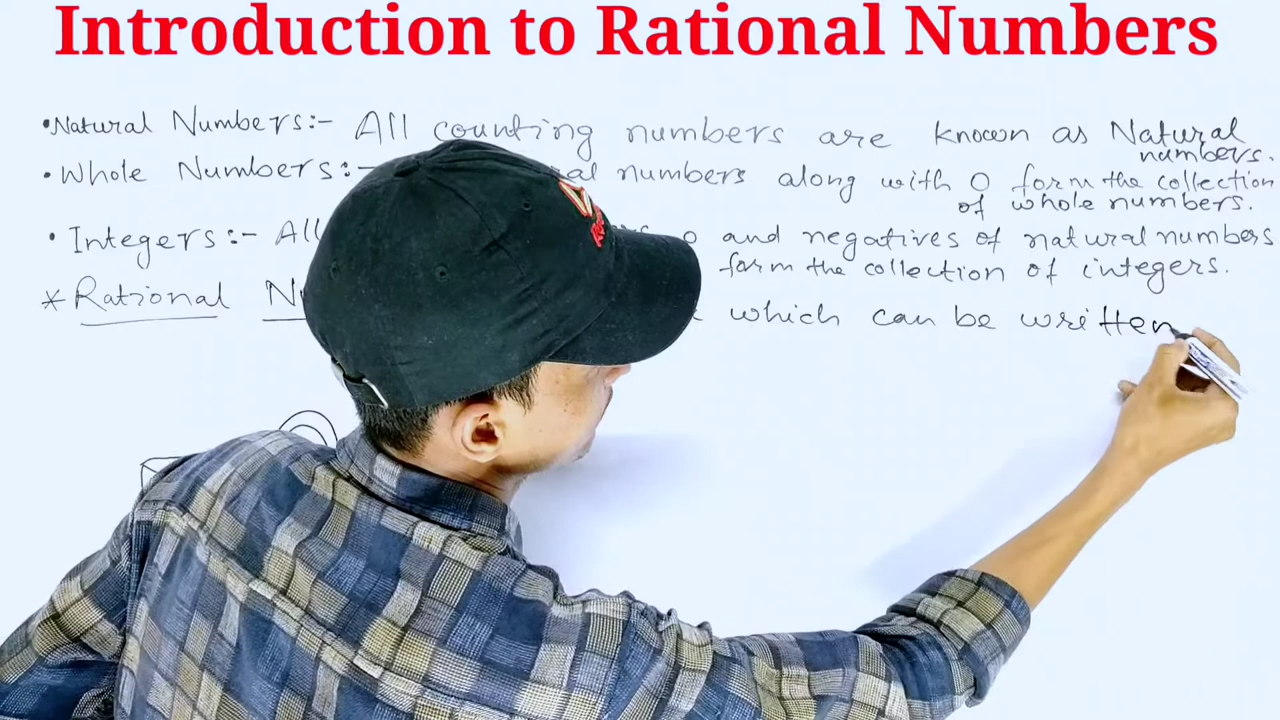 Introduction to Rational Numbers
•Natural Numbers:- All counting numbers are known as Natural
numbers.
•Whole Numbers:- numbers along with 0 form the collection
of whole numbers.
•Integers:- All 0 and negatives of natural numbers
form the collection of integers.
*Rational which can be written